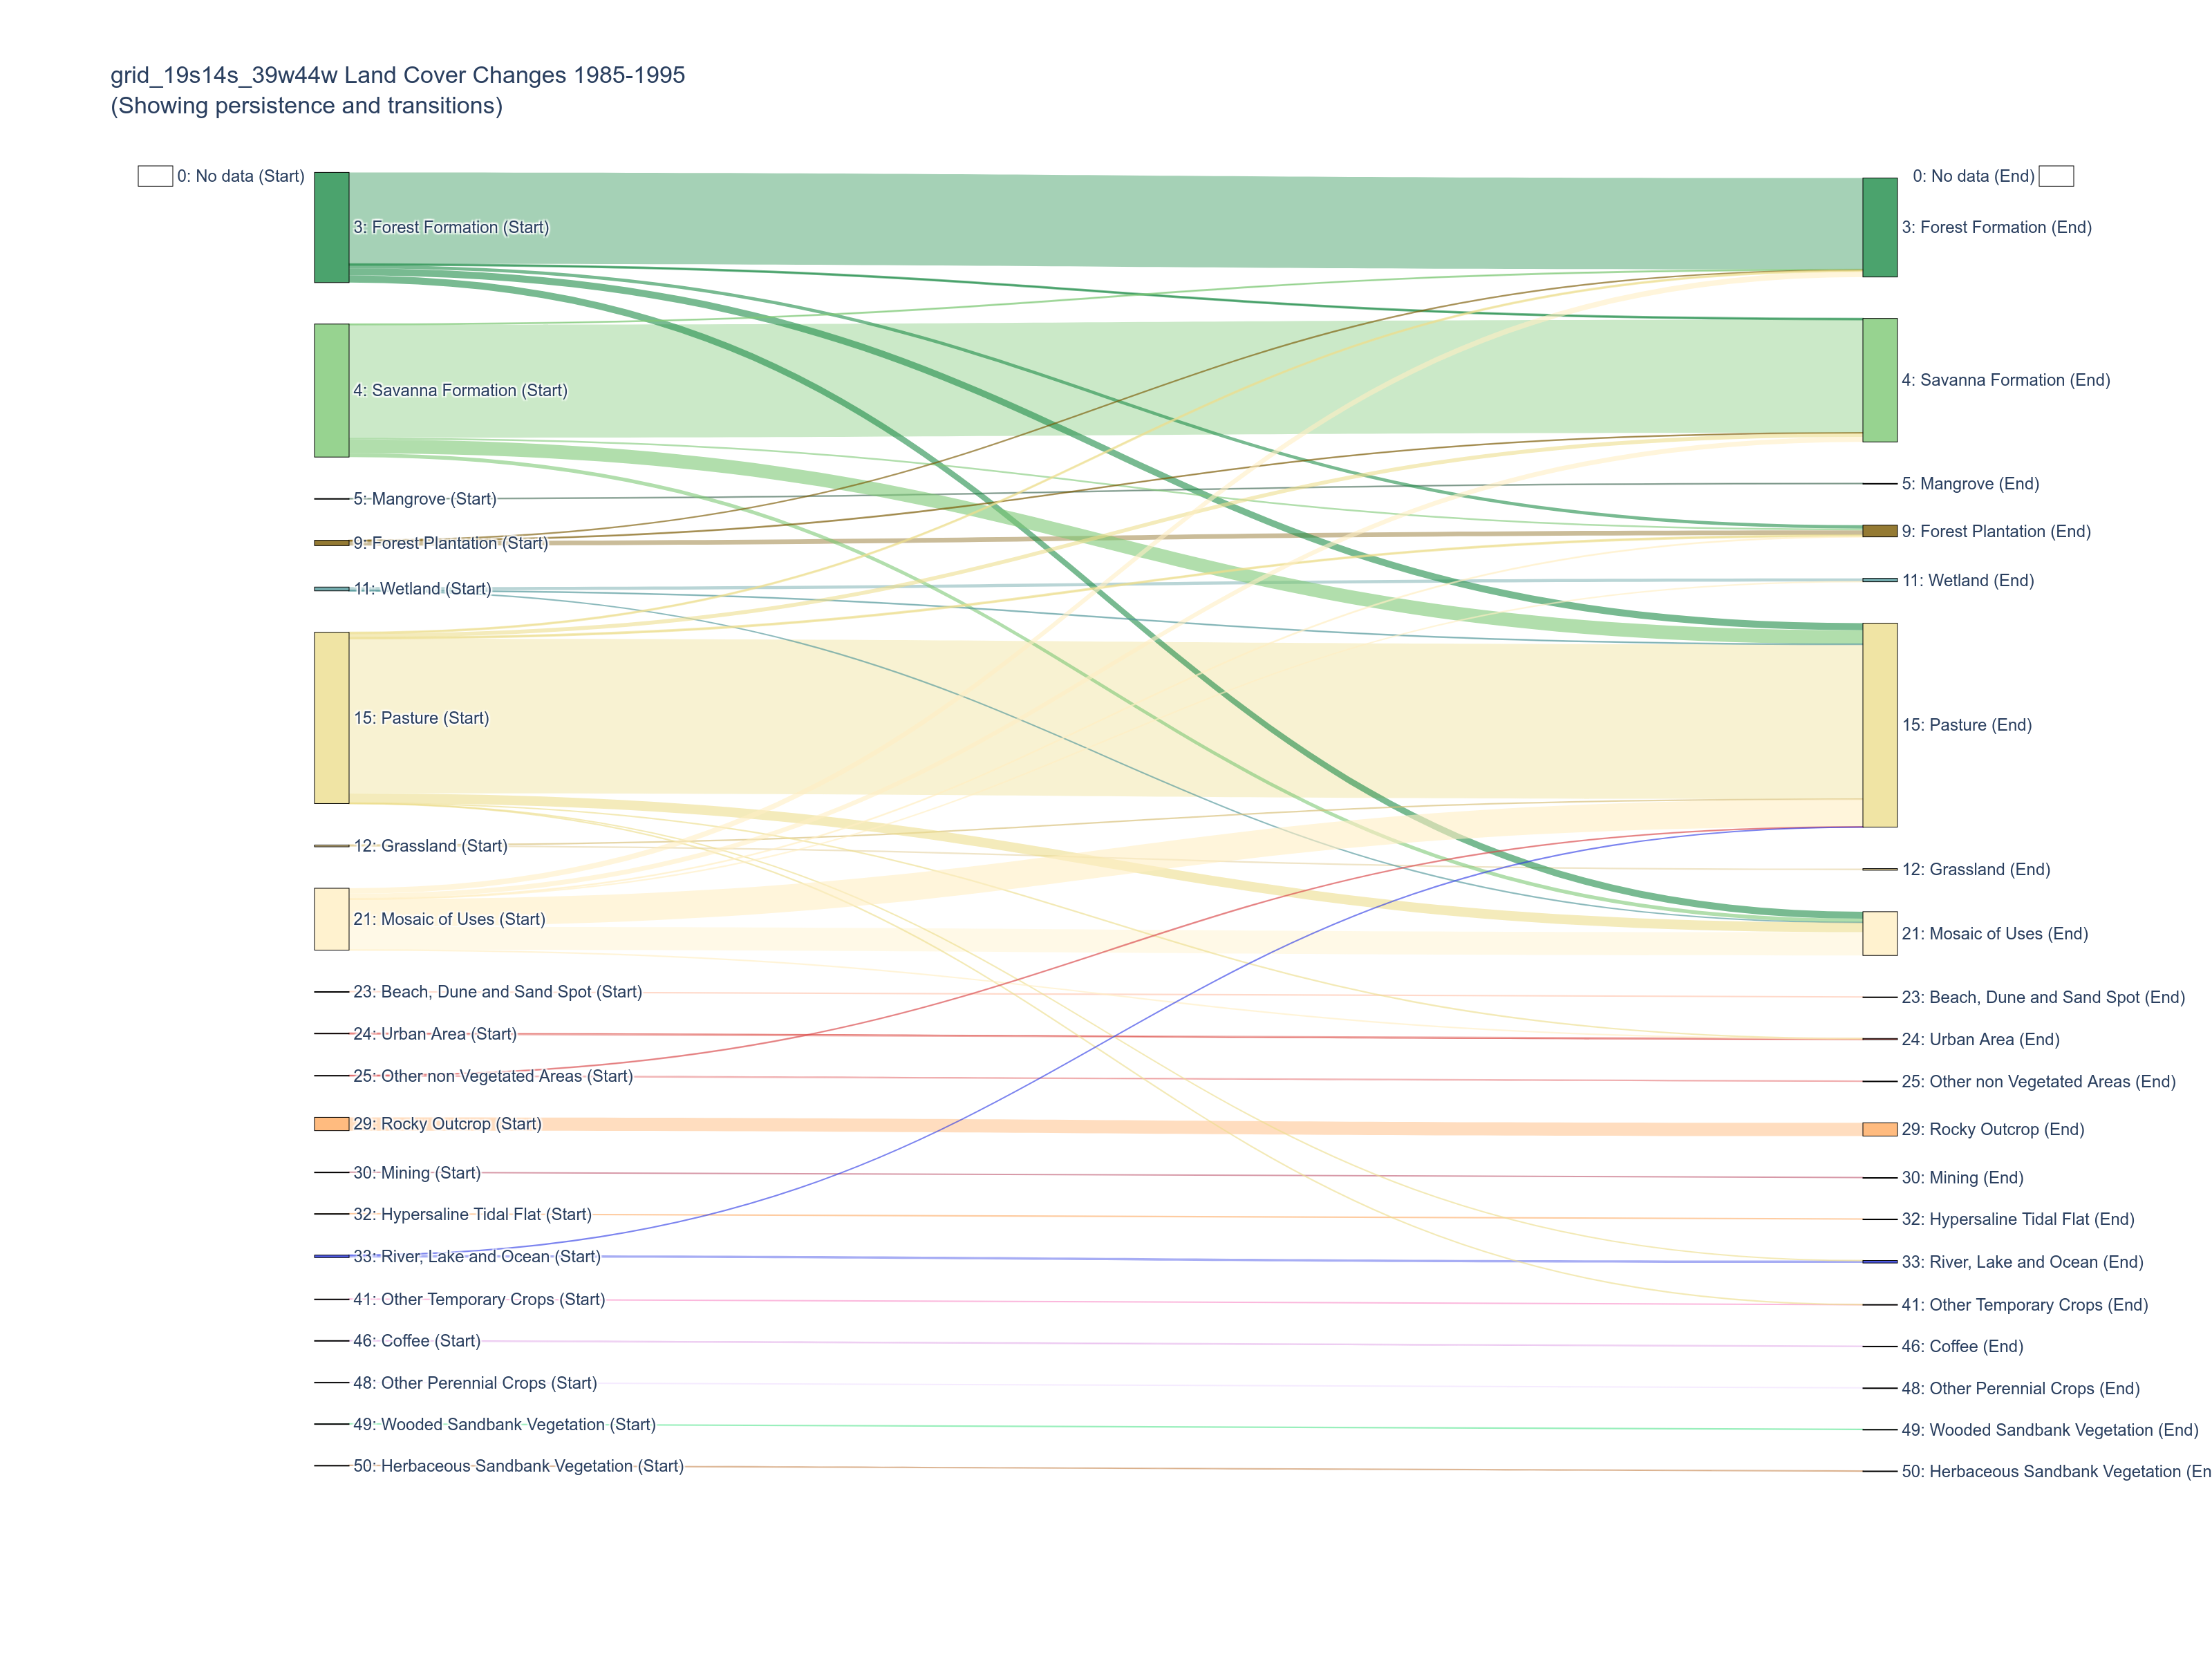 grid_19s14s_39w44w Land Cover Changes 1985-1995
(Showing persistence and transitions)
0: No data (Start)
0: No data (End)
3: Forest Formation (Start)
3: Forest Formation (End)
4: Savanna Formation (Start)
4: Savanna Formation (End)
5: Mangrove (Start)
5: Mangrove (End)
9: Forest Plantation (Start)
9: Forest Plantation (End)
11: Wetland (Start)
11: Wetland (End)
15: Pasture (Start)
15: Pasture (End)
12: Grassland (Start)
12: Grassland (End)
21: Mosaic of Uses (Start)
21: Mosaic of Uses (End)
23: Beach, Dune and Sand Spot (Start)
23: Beach, Dune and Sand Spot (End)
24: Urban Area (Start)
24: Urban Area (End)
25: Other non Vegetated Areas (Start)
25: Other non Vegetated Areas (End)
29: Rocky Outcrop (Start)
29: Rocky Outcrop (End)
30: Mining (Start)
30: Mining (End)
32: Hypersaline Tidal Flat (Start)
32: Hypersaline Tidal Flat (End)
33: River, Lake and Ocean (Start)
33: River, Lake and Ocean (End)
41: Other Temporary Crops (Start)
41: Other Temporary Crops (End)
46: Coffee (Start)
46: Coffee (End)
48: Other Perennial Crops (Start)
48: Other Perennial Crops (End)
49: Wooded Sandbank Vegetation (Start)
49: Wooded Sandbank Vegetation (End)
50: Herbaceous Sandbank Vegetation (Start)
50: Herbaceous Sandbank Vegetation (En